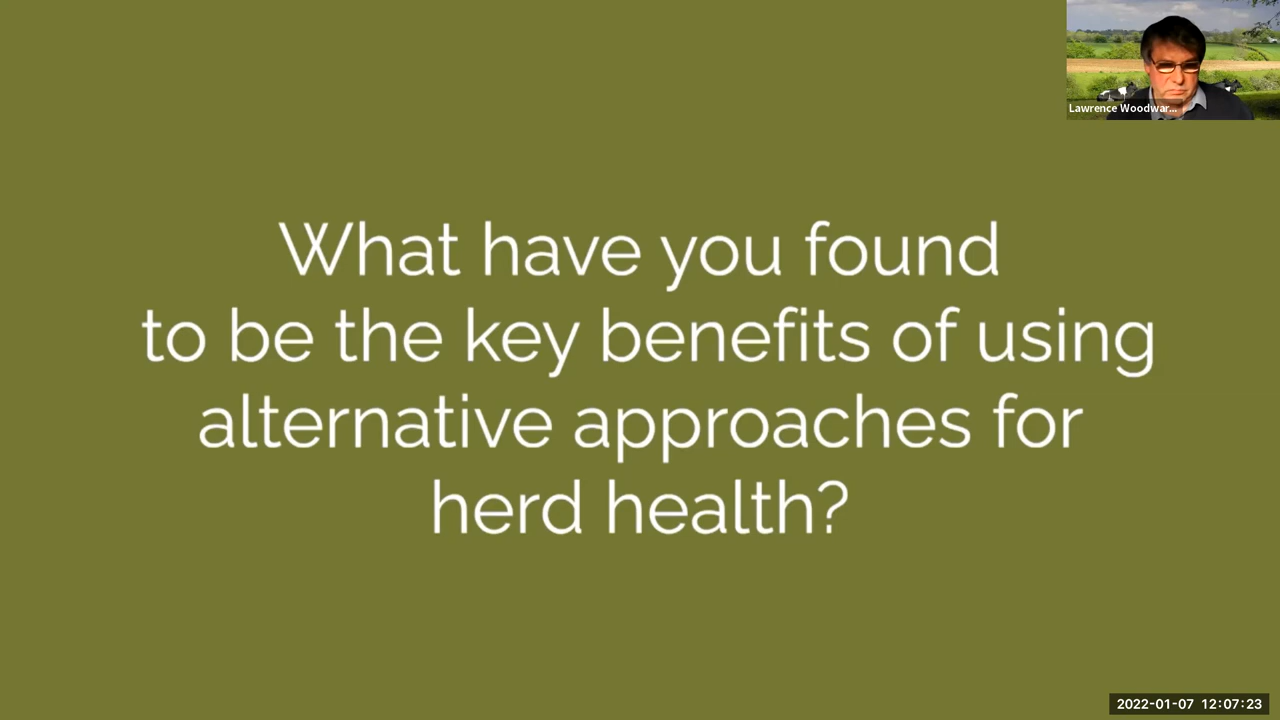 Lawrence Woodwar...
What have you found
to be the key benefits of using
alternative approaches for
herd health?
2022-01-07 12:07:23